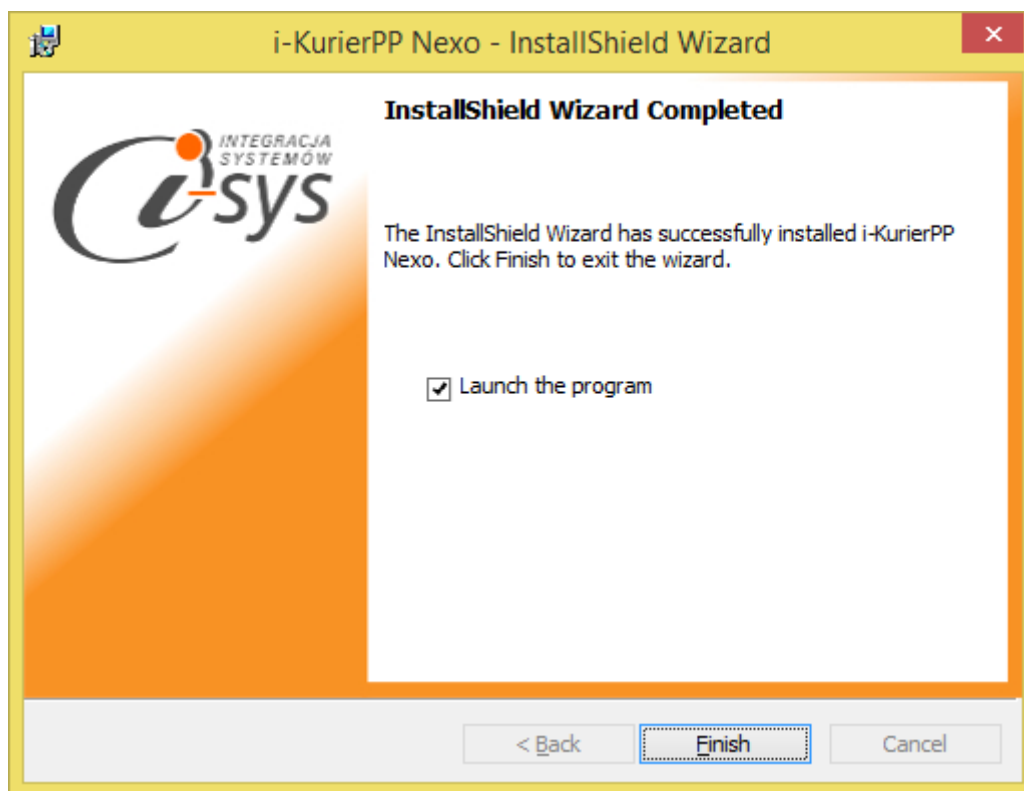 i-KurierPP Nexo - InstallShield Wizard
InstallShield Wizard Completed
INTEGRACJA
SYSTEMÓW
i-sys
The InstallShield Wizard has successfully installed i-KurierPP
Nexo. Click Finish to exit the wizard.
Launch the program
< Back
Finish
Cancel